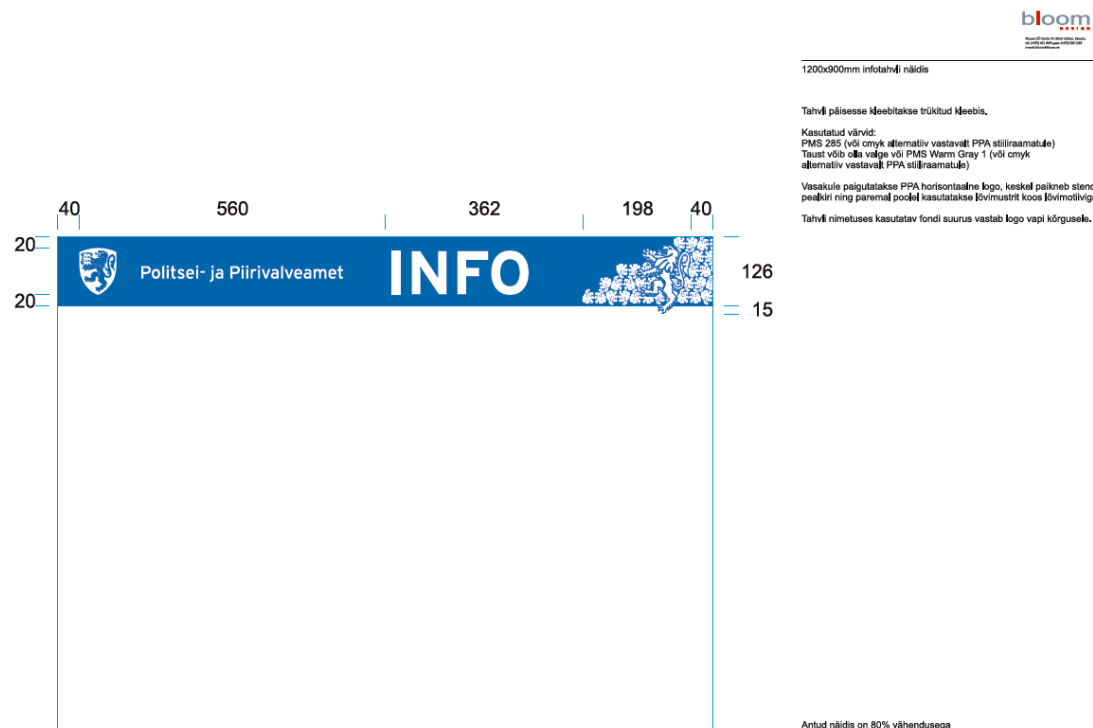 bloom
DESIGN
1200x900mm infotahvli näidis
Tahvli päisesse kleebitakse trükitud kleebis.
Kasutatud värvid:
PMS 285 (või cmyk alternatiiv vastavalt PPA stiiliraamatule)
Taust võib olla valge või PMS Warm Gray 1 (või cmyk
alternatiiv vastavalt PPA stiiliraamatule)
Vasakule paigutatakse PPA horisontaalne logo, keskel paikneb stend
pealkiri ning paremal poolel kasutatakse lõvimustrit koos lõvimotiiviga
Tahvli nimetuses kasutatav fondi suurus vastab logo vapi kõrgusele.
40 560 362 198 40
20
Politsei- ja Piirivalveamet INFO
126
20
15
Antud näidis on 80% vähendusega